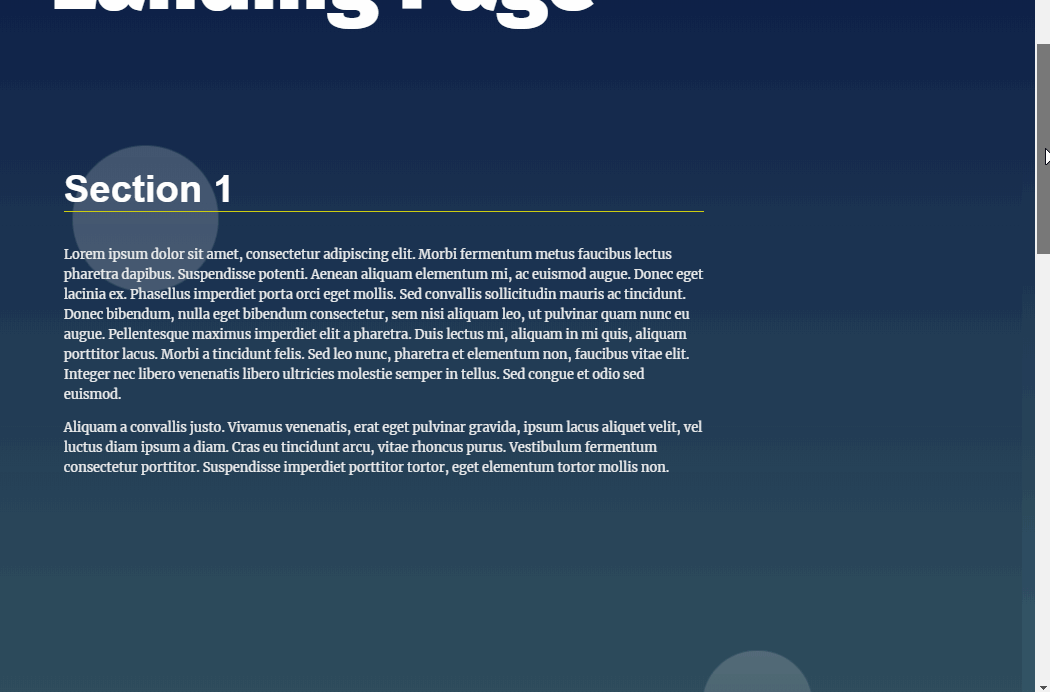 Landing Page
Section 1
Lorem ipsum dolor sit amet, consectetur adipiscing elit. Morbi fermentum metus faucibus lectus
pharetra dapibus. Suspendisse potenti. Aenean aliquam elementum mi, ac euismod augue. Donec eget
lacinia ex. Phasellus imperdiet porta orci eget mollis. Sed convallis sollicitudin mauris ac tincidunt.
Donec bibendum, nulla eget bibendum consectetur, sem nisi aliquam leo, ut pulvinar quam nunc eu
augue. Pellentesque maximus imperdiet elit a pharetra. Duis lectus mi, aliquam in mi quis, aliquam
porttitor lacus. Morbi a tincidunt felis. Sed leo nunc, pharetra et elementum non, faucibus vitae elit.
Integer nec libero venenatis libero ultricies molestie semper in tellus. Sed congue et odio sed
euismod.
Aliquam a convallis justo. Vivamus venenatis, erat eget pulvinar gravida, ipsum lacus aliquet velit, vel
luctus diam ipsum a diam. Cras eu tincidunt arcu, vitae rhoncus purus. Vestibulum fermentum
consectetur porttitor. Suspendisse imperdiet porttitor tortor, eget elementum tortor mollis non.